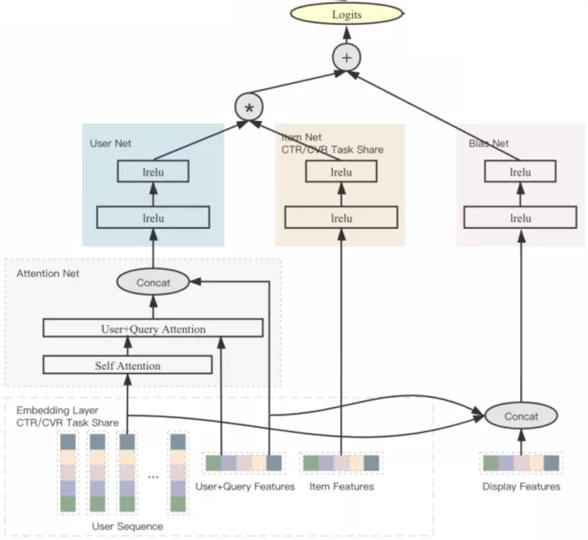 Logits
+
*
User Net
Item Net
CTR/CVR Task Share
Bias Net
lrelu
lrelu
lrelu
lrelu
lrelu
lrelu
Attention Net
Concat
User+Query Attention
Self Attention
Embedding Layer
CTR/CVR Task Share
Concat
...
User+Query Features
Item Features
Display Features
User Sequence